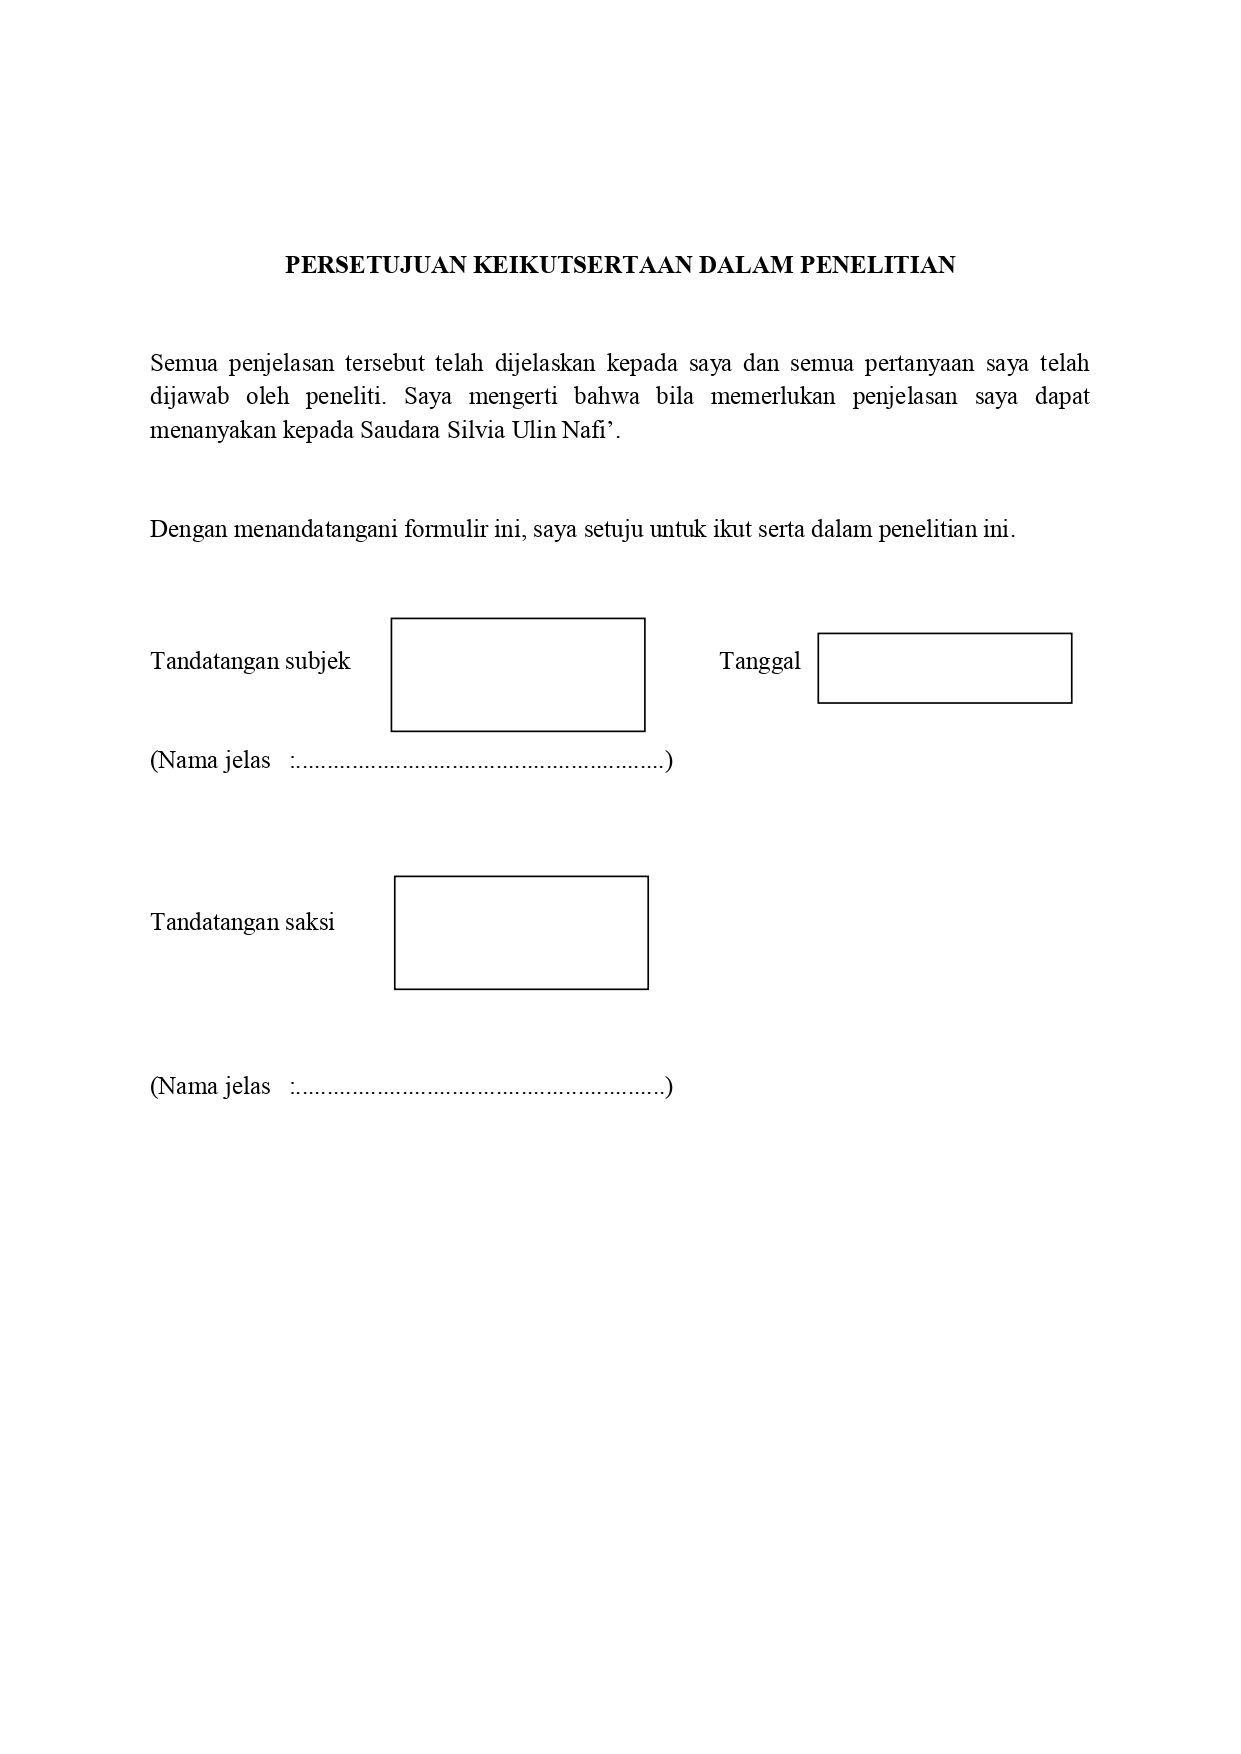 PERSETUJUAN KEIKUTSERTAAN DALAM PENELITIAN
Semua penjelasan tersebut telah dijelaskan kepada saya dan semua pertanyaan saya telah
dijawab oleh peneliti. Saya mengerti bahwa bila memerlukan penjelasan saya dapat
menanyakan kepada Saudara Silvia Ulin Nafi’.
Dengan menandatangani formulir ini, saya setuju untuk ikut serta dalam penelitian ini.
Tandatangan subjek Tanggal
(Nama jelas :...........................................................)
Tandatangan saksi
(Nama jelas :...........................................................)